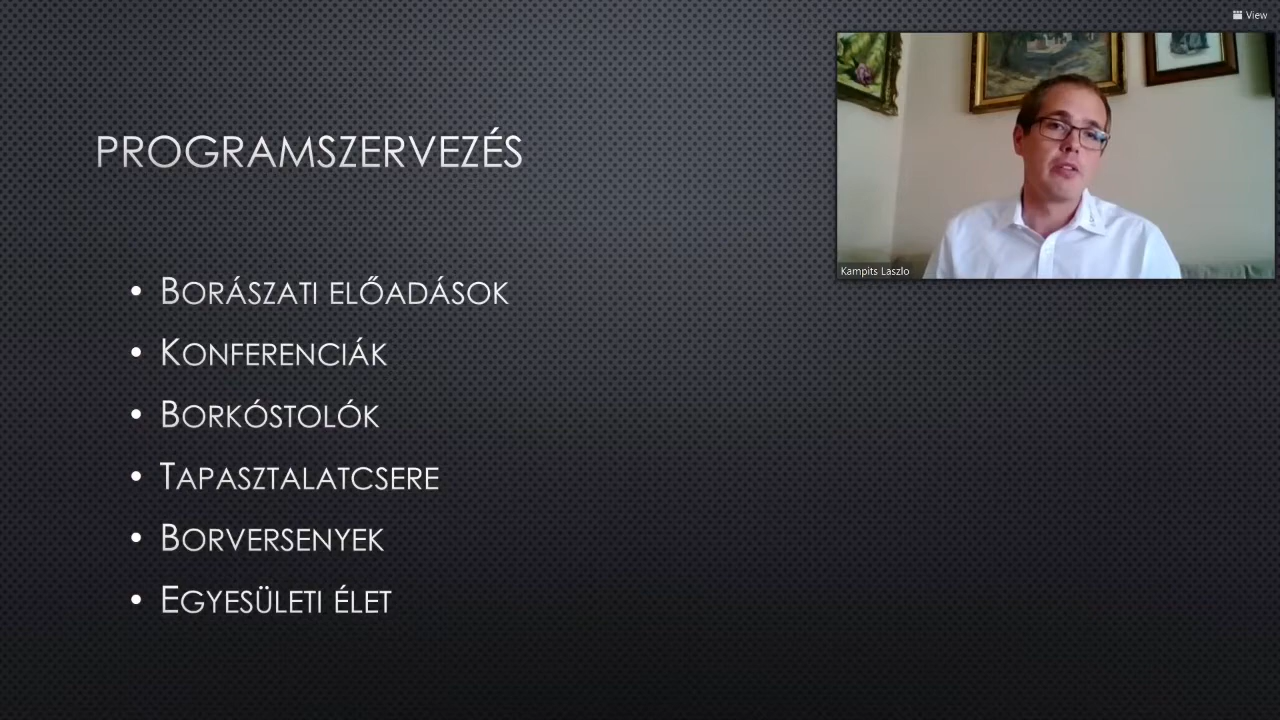 View
PROGRAMSZERVEZÉS
Kampits Laszlo
• BORÁSZATI ELŐADÁSOK
• KONFERENCIÁK
• BORKÓSTOLÓK
• TAPASZTALATCSERE
• BORVERSENYEK
• EGYESÜLETI ÉLET